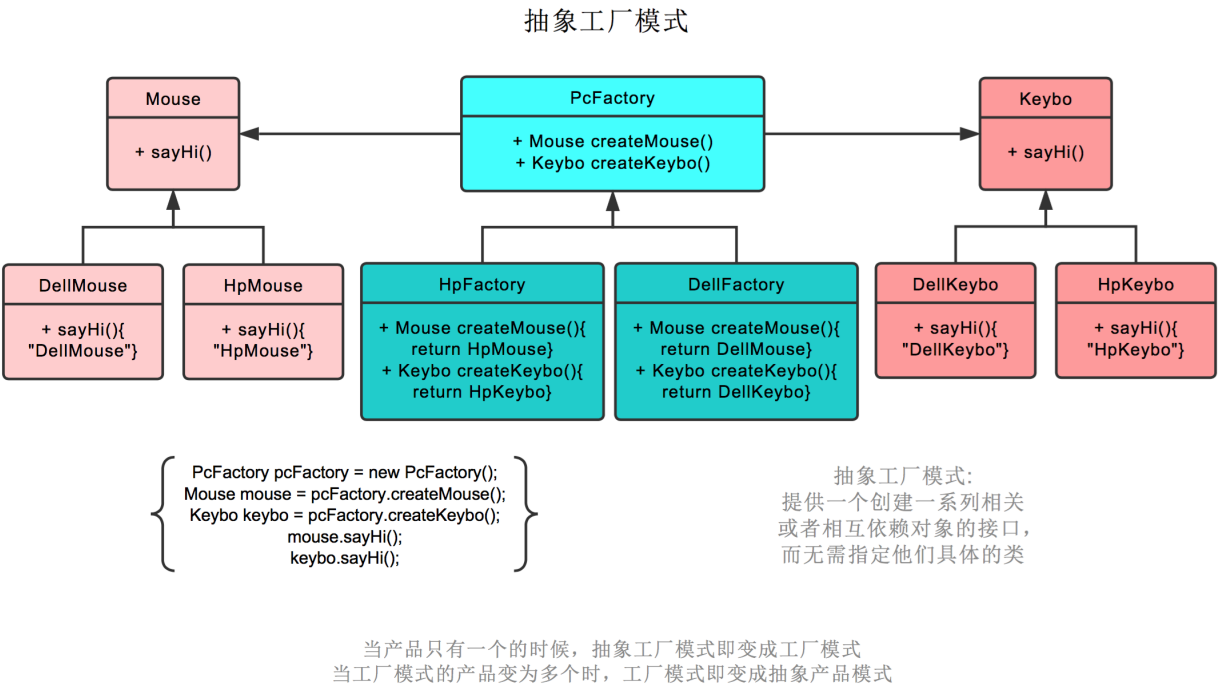 抽象工厂模式
Mouse
+ sayHi()
PcFactory
+ Mouse createMouse()
+ Keybo createKeybo()
Keybo
+ sayHi()
DellMouse
+ sayHi(){
"DellMouse"}
HpMouse
+ sayHi(){
"HpMouse"}
HpFactory
+ Mouse createMouse(){
return HpMouse}
+ Keybo createKeybo(){
return HpKeybo}
DellFactory
+ Mouse createMouse(){
return DellMouse}
+ Keybo createKeybo(){
return DellKeybo}
DellKeybo
+ sayHi(){
"DellKeybo"}
HpKeybo
+ sayHi(){
"HpKeybo"}
PcFactory pcFactory = new PcFactory();
Mouse mouse = pcFactory.createMouse();
Keybo keybo = pcFactory.createKeybo();
mouse.sayHi();
keybo.sayHi();
抽象工厂模式:
提供一个创建一系列相关
或者相互依赖对象的接口，
而无需指定他们具体的类
当产品只有一个的时候，抽象工厂模式即变成工厂模式
当工厂模式的产品变为多个时，工厂模式即变成抽象产品模式